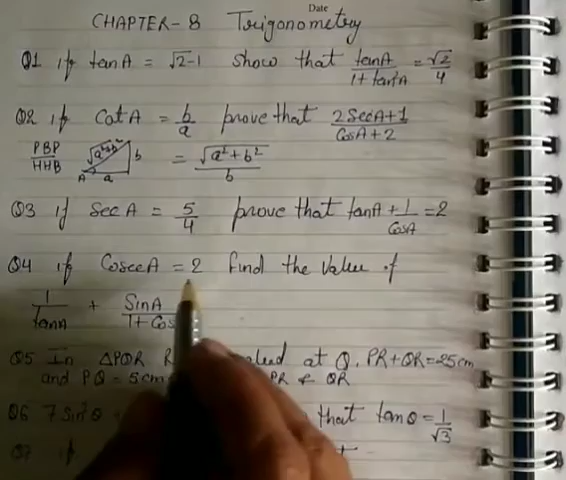 Date
CHAPTER-8 Trigonometry
Q1 if tanA = √2-1 show that tanA/1+tan²A = √2/4
Q2 if CotA = b/a prove that 2SecA+1/CosA+2
PBP/HHB √a²+b² b A a = √a²+b²/b
Q3 if SecA = 5/4 prove that tanA+1/CosA=2
Q4 if CosecA = 2 find the value of
1/tanA + SinA/1+Cos
Q5 In ΔPQR R at Q. PR+QR=25cm
and PQ=5cm PR & QR
Q6 7Sin²θ that tanθ=1/√3
Q7 if